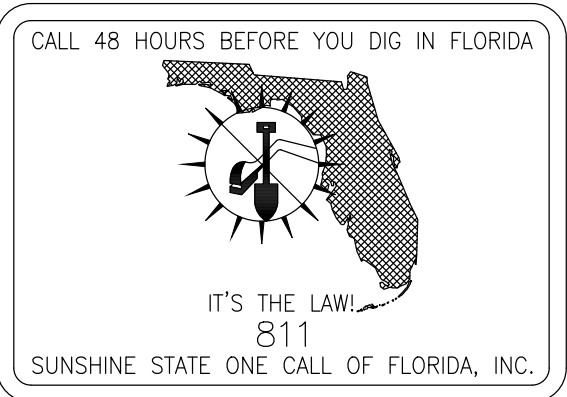 CALL 48 HOURS BEFORE YOU DIG IN FLORIDA
IT'S THE LAW!
811
SUNSHINE STATE ONE CALL OF FLORIDA, INC.